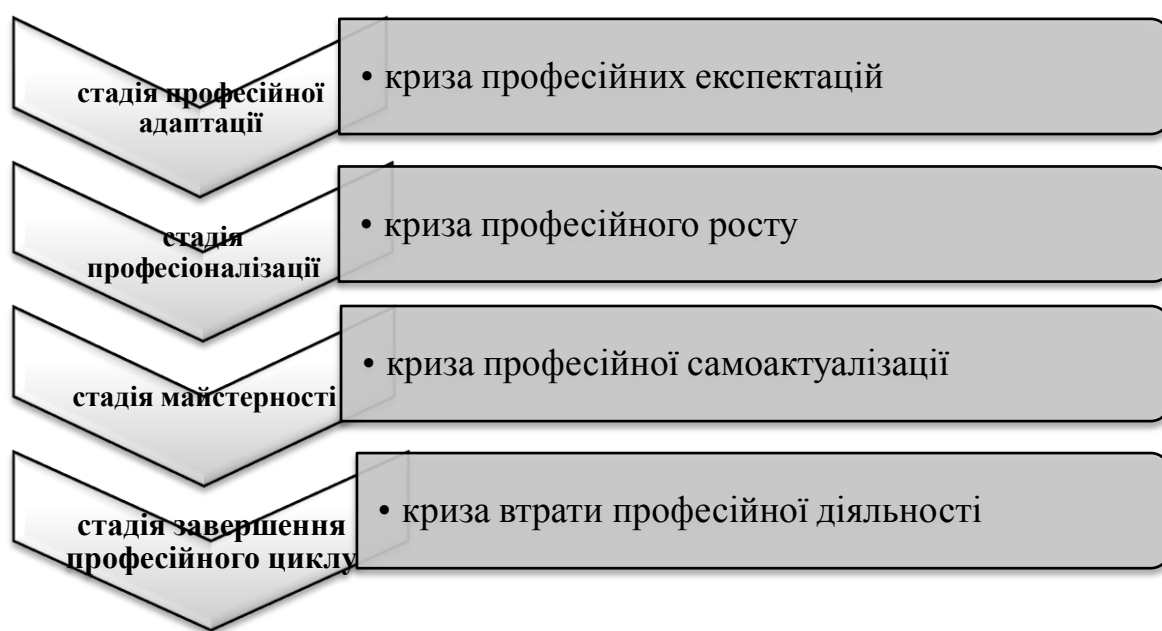 стадія професійної
адаптації
• криза професійних експектацій
стадія
професіоналізації
• криза професійного росту
стадія майстерності
• криза професійної самоактуалізації
стадія завершення
професійного циклу
• криза втрати професійної діяльності